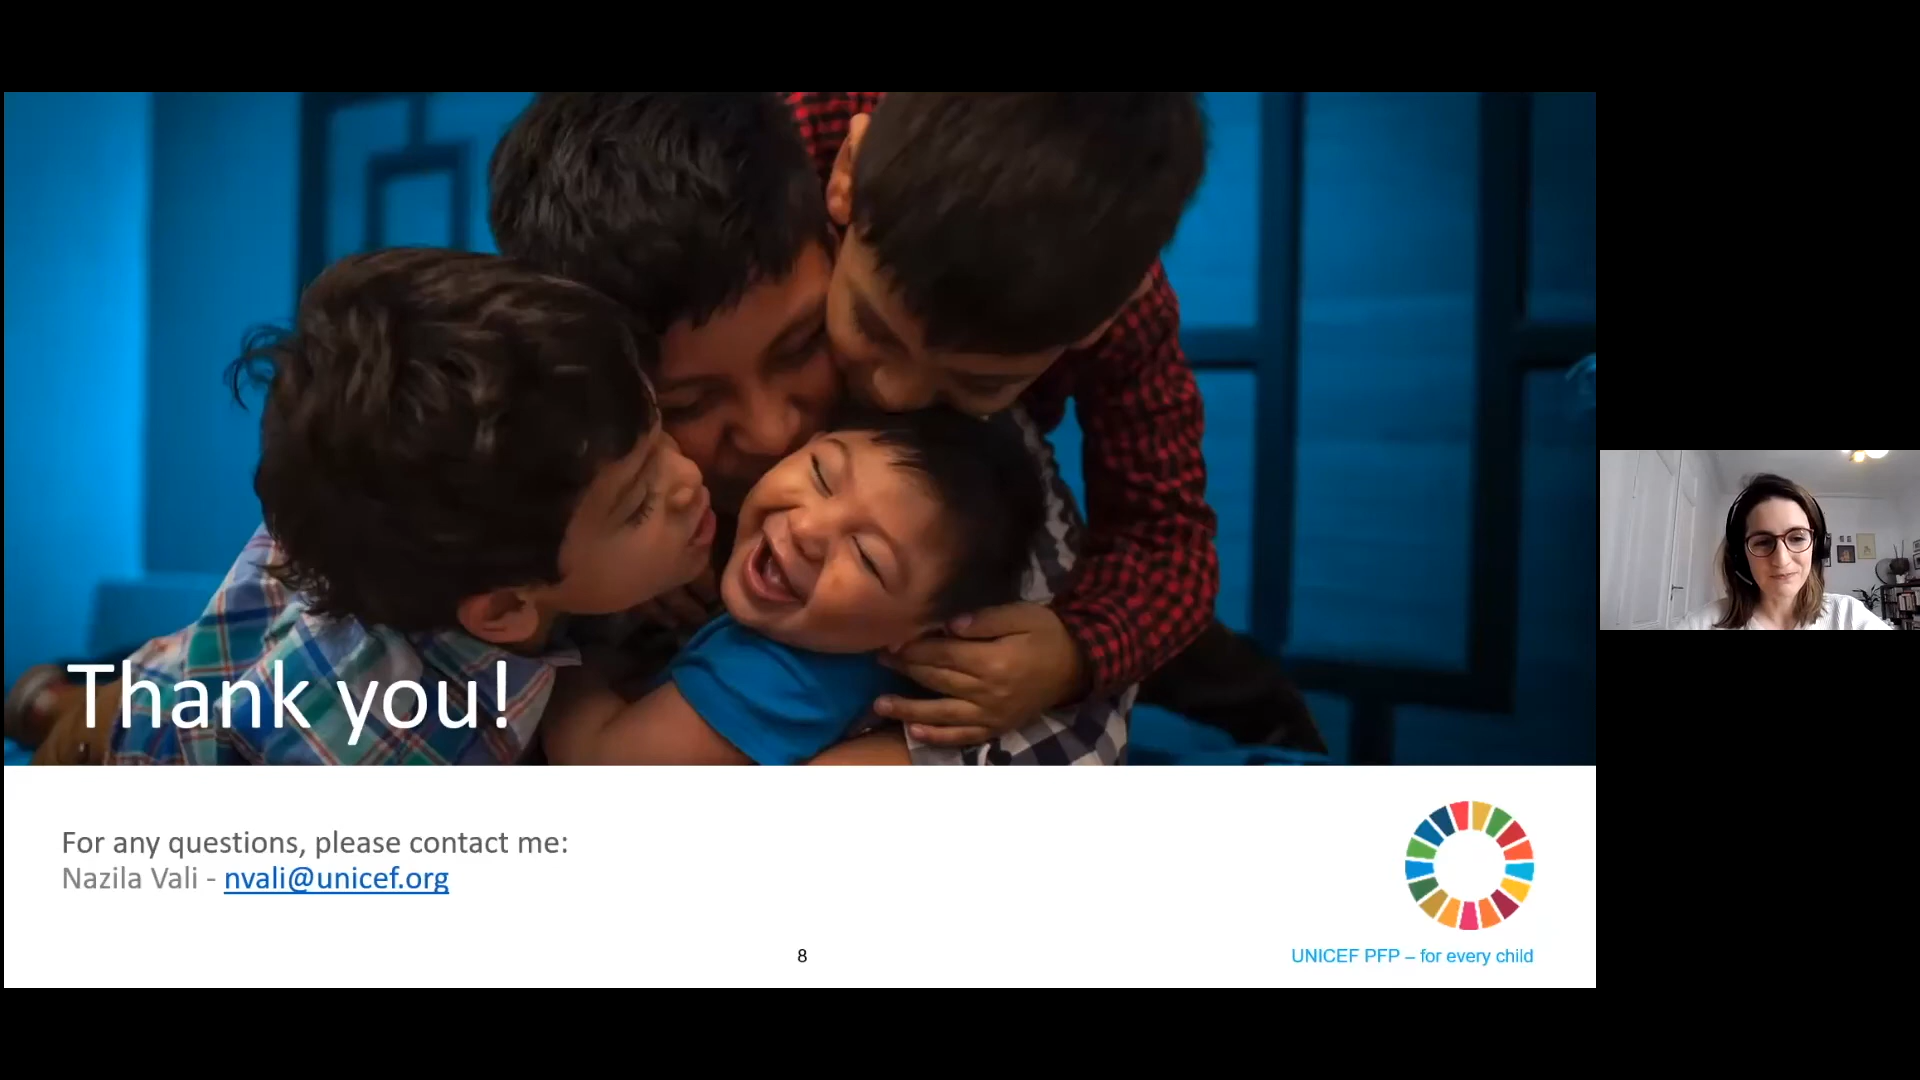 Thank you!
For any questions, please contact me:
Nazila Vali - nvali@unicef.org
8
UNICEF PFP – for every child